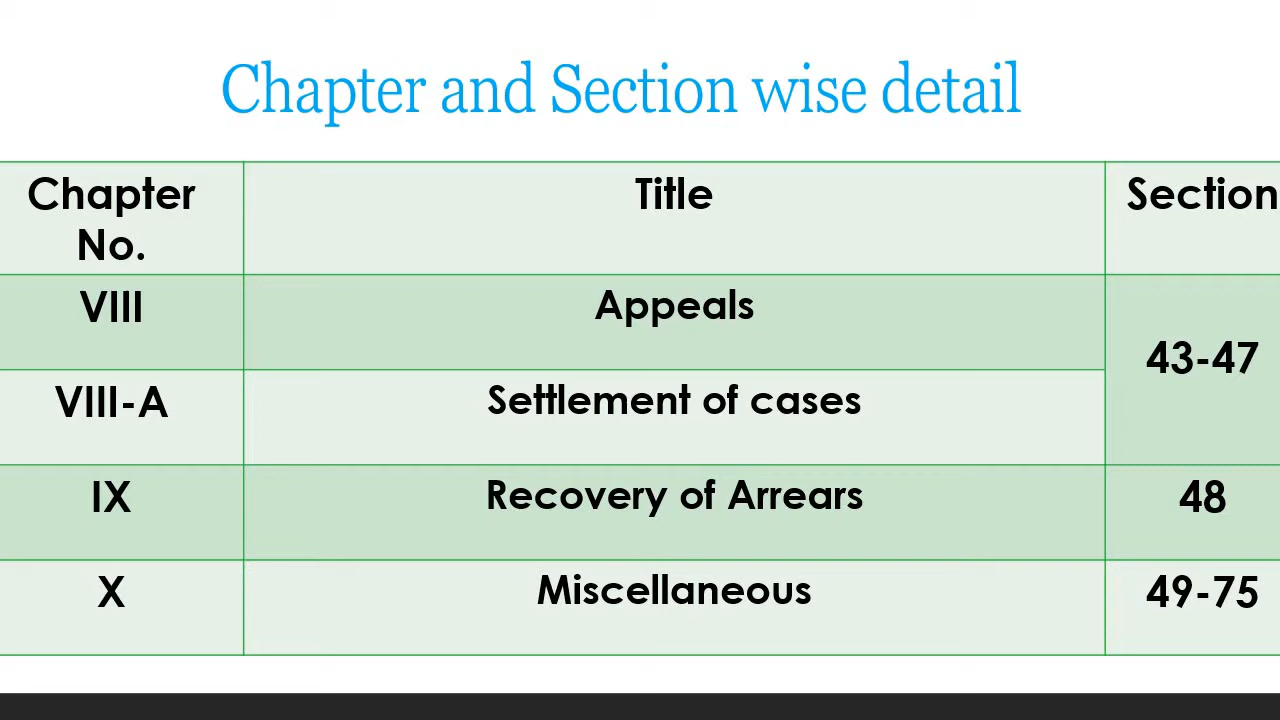 Chapter and Section wise detail
Chapter No. Title Section
VIII Appeals 43-47
VIII-A Settlement of cases
IX Recovery of Arrears 48
X Miscellaneous 49-75